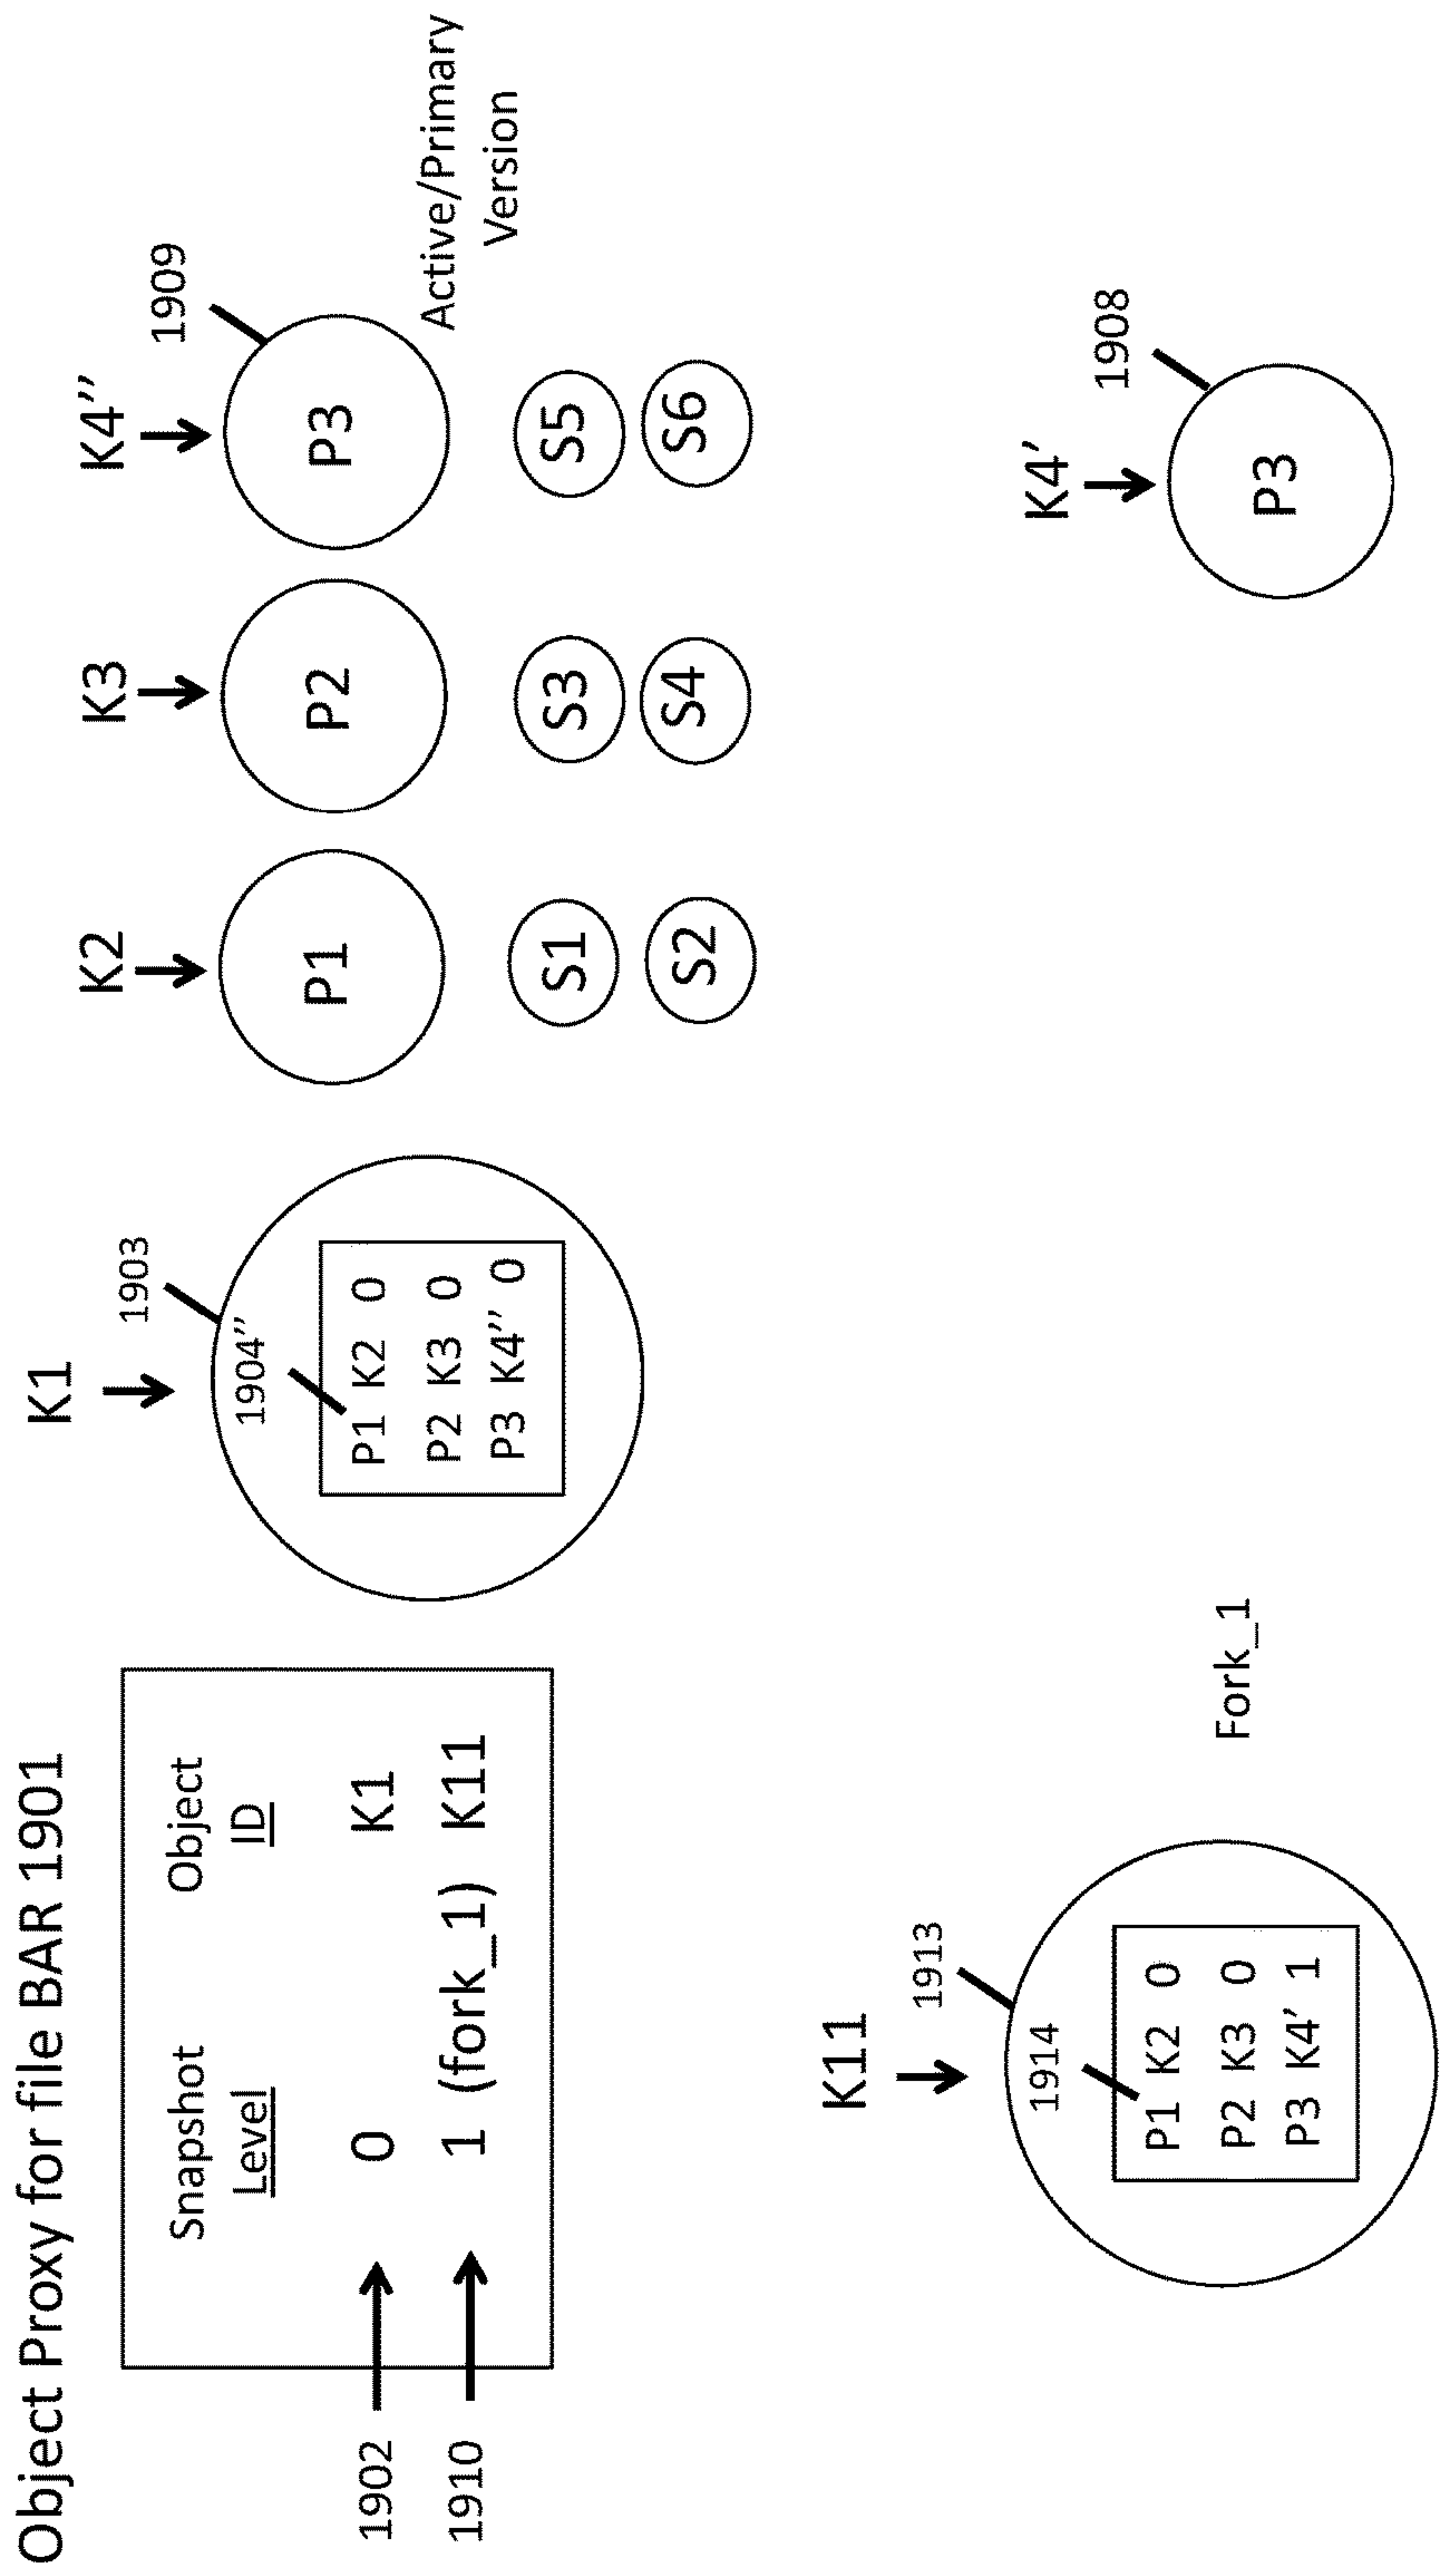 Object Proxy for file BAR 1901
Snapshot
Level
Object
ID
1902
0
K1
1910
1 (fork_1)
K11
K1
1903
1904’’
P1 K2 0
P2 K3 0
P3 K4’’ 0
K2
P1
S1
S2
K3
P2
S3
S4
K4’’
1909
P3
S5
S6
Active/Primary
Version
K11
1913
1914
P1 K2 0
P2 K3 0
P3 K4’ 1
Fork_1
K4’
1908
P3